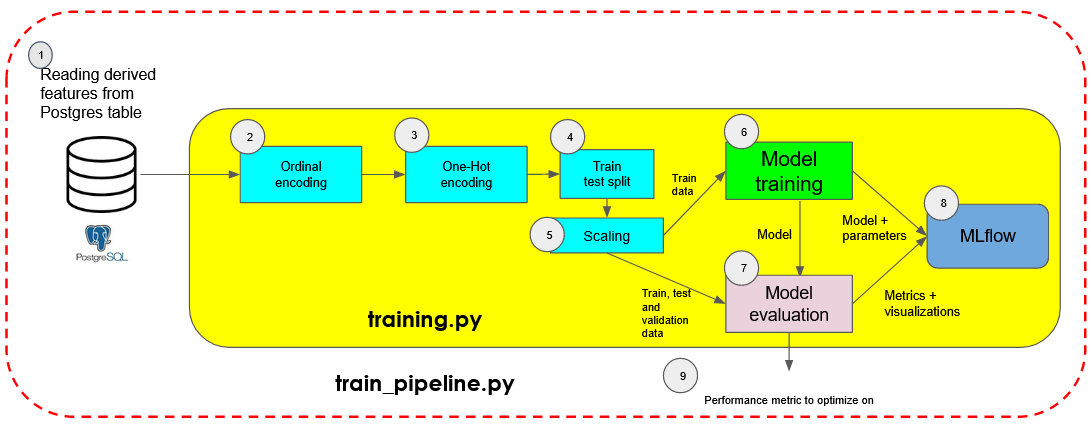 1
Reading derived
features from
Postgres table
PostgreSQL
2
Ordinal
encoding
3
One-Hot
encoding
4
Train
test split
5
Scaling
Train
data
6
Model
training
Model
Model +
parameters
7
Model
evaluation
Train, test
and
validation
data
Metrics +
visualizations
8
MLflow
training.py
train_pipeline.py
9
Performance metric to optimize on